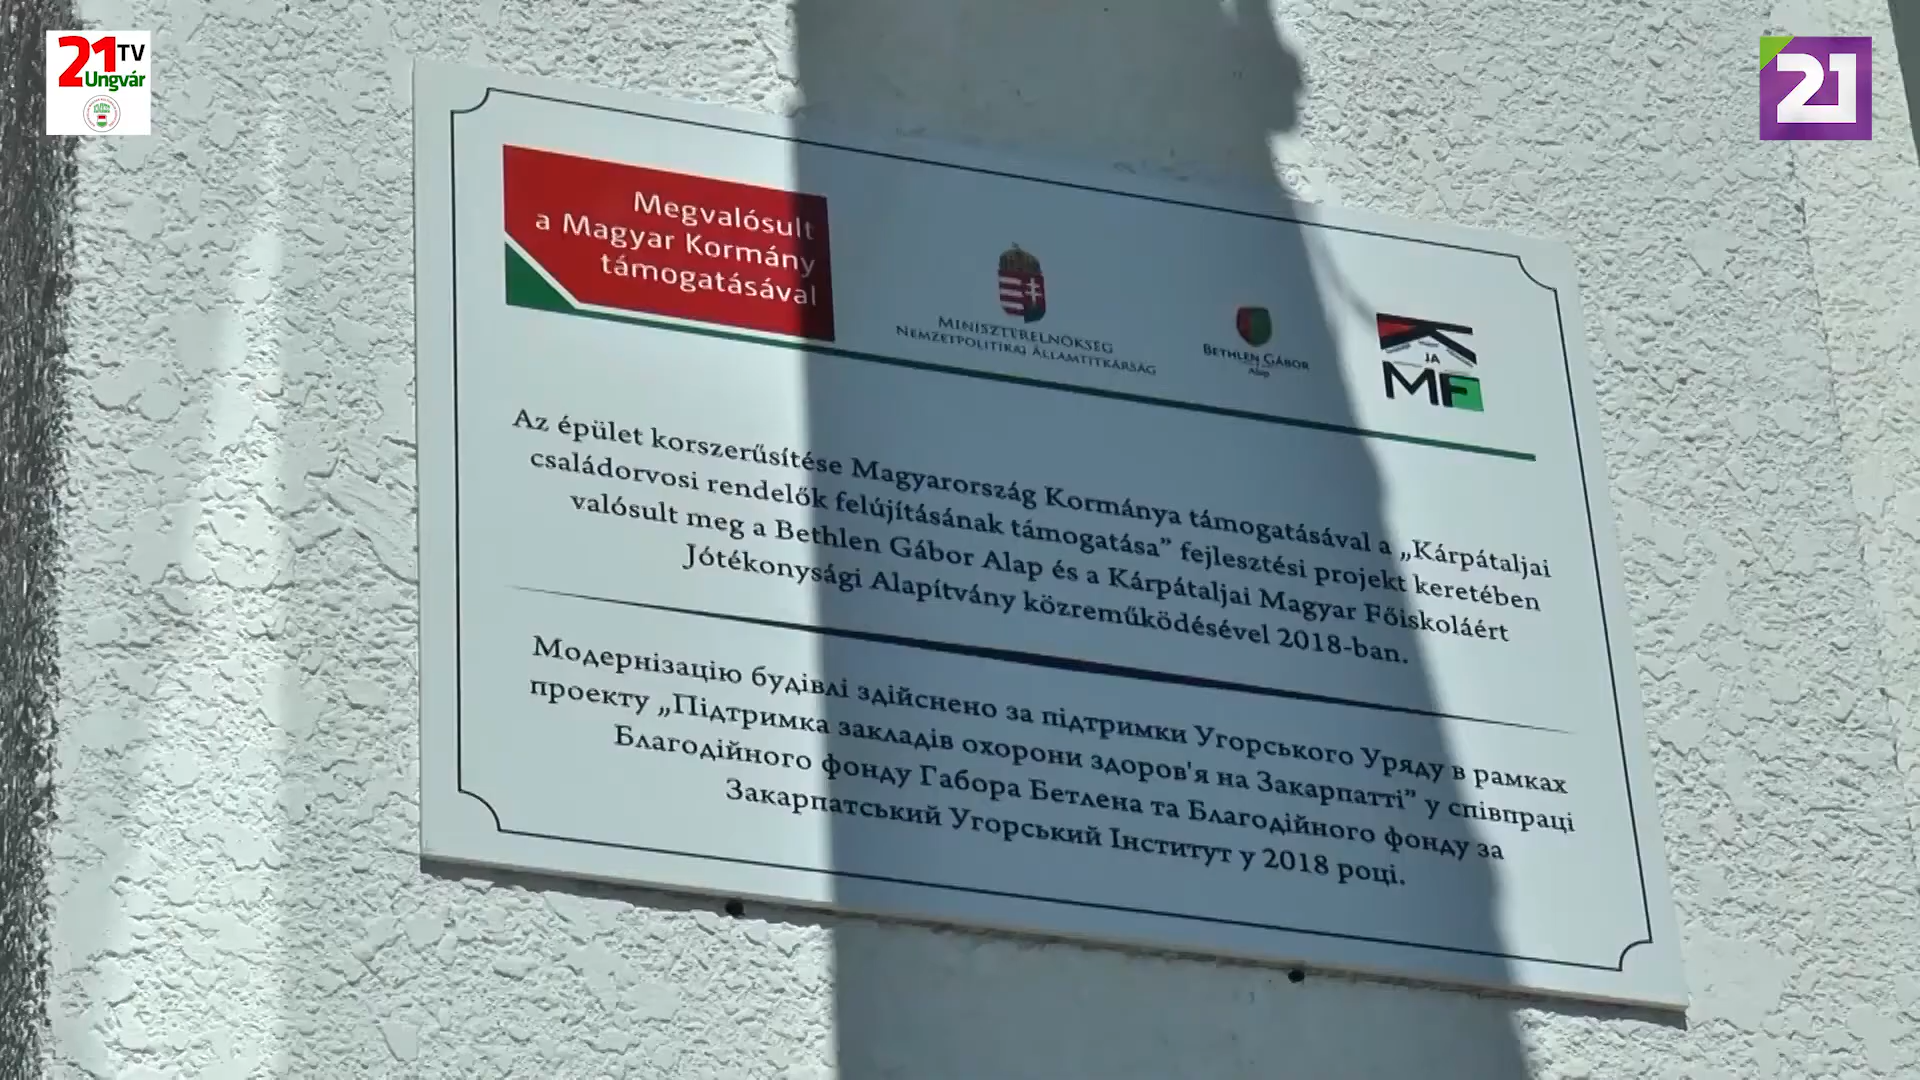 21 TV
Ungvár
21
Megvalósult
a Magyar Kormány
támogatásával
MINISZTERELNÖKSÉG
NEMZETPOLITIKAI ÁLLAMTITKÁRSÁG
BETHLEN GÁBOR
Alap
JA
MF
Az épület korszerűsítése Magyarország Kormánya támogatásával a „Kárpátaljai
családorvosi rendelők felújításának támogatása” fejlesztési projekt keretében
valósult meg a Bethlen Gábor Alap és a Kárpátaljai Magyar Főiskoláért
Jótékonysági Alapítvány közreműködésével 2018-ban.
Модернізацію будівлі здійснено за підтримки Угорського Уряду в рамках
проекту „Підтримка закладів охорони здоров'я на Закарпатті” у співпраці
Благодійного фонду Габора Бетлена та Благодійного фонду за
Закарпатський Угорський Інститут у 2018 році.